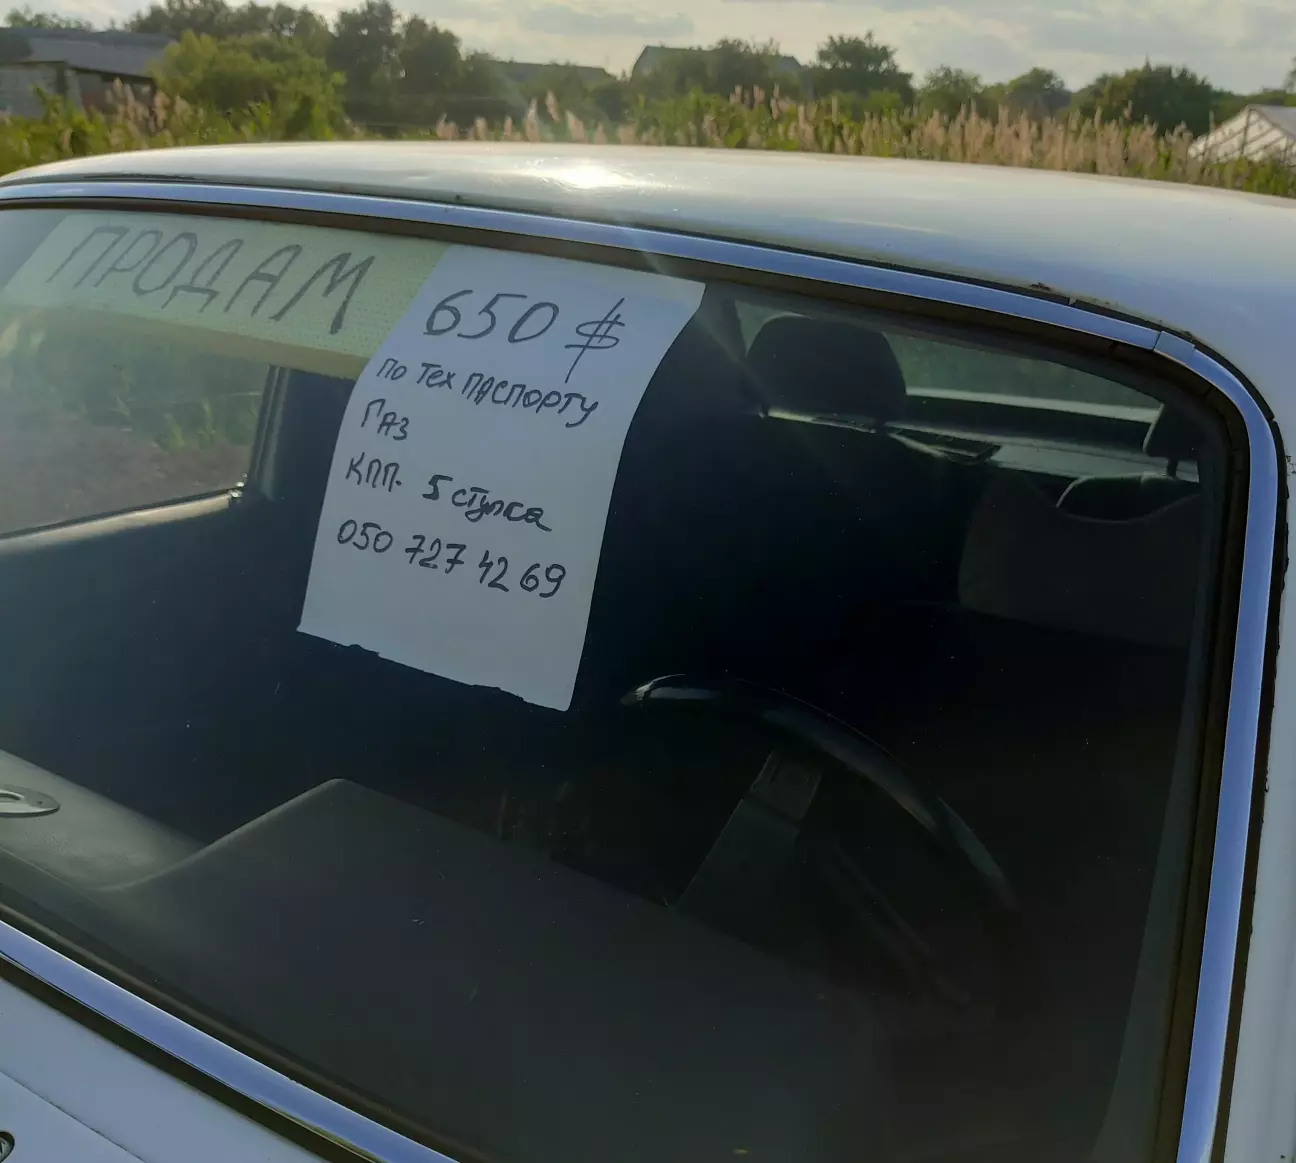 ПРОДАМ
650 $
по Тех паспорту
Газ
КПП. 5 ступка
050 727 42 69